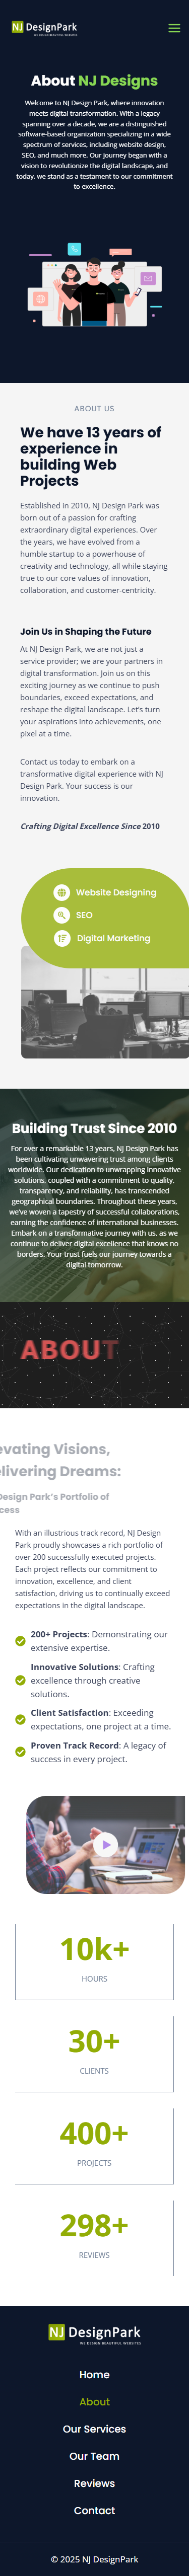 NJ DesignPark
WE DESIGN BEAUTIFUL WEBSITES
About NJ Designs
Welcome to NJ Design Park, where innovation
meets digital transformation. With a legacy
spanning over a decade, we are a distinguished
software-based organization specializing in a wide
spectrum of services, including website design,
SEO, and much more. Our journey began with a
vision to revolutionize the digital landscape, and
today, we stand as a testament to our commitment
to excellence.
ABOUT US
We have 13 years of
experience in
building Web
Projects
Established in 2010, NJ Design Park was
born out of a passion for crafting
extraordinary digital experiences. Over
the years, we have evolved from a
humble startup to a powerhouse of
creativity and technology, all while staying
true to our core values of innovation,
collaboration, and customer-centricity.
Join Us in Shaping the Future
At NJ Design Park, we are not just a
service provider; we are your partners in
digital transformation. Join us on this
exciting journey as we continue to push
boundaries, exceed expectations, and
reshape the digital landscape. Let's turn
your aspirations into achievements, one
pixel at a time.
Contact us today to embark on a
transformative digital experience with NJ
Design Park. Your success is our
innovation.
Crafting Digital Excellence Since 2010
Website Designing
SEO
Digital Marketing
Building Trust Since 2010
For over a remarkable 13 years, NJ Design Park has
been cultivating unwavering trust among clients
worldwide. Our dedication to unwrapping innovative
solutions, coupled with a commitment to quality,
transparency, and reliability, has transcended
geographical boundaries. Throughout these years,
we've woven a tapestry of successful collaborations,
earning the confidence of international businesses.
Embark on a transformative journey with us, as we
continue to deliver digital excellence that knows no
borders. Your trust fuels our journey towards a
digital tomorrow.
ABOUT
evating Visions,
elivering Dreams:
Design Park's Portfolio of
ccess
With an illustrious track record, NJ Design
Park proudly showcases a rich portfolio of
over 200 successfully executed projects.
Each project reflects our commitment to
innovation, excellence, and client
satisfaction, driving us to continually exceed
expectations in the digital landscape.
200+ Projects: Demonstrating our
extensive expertise.
Innovative Solutions: Crafting
excellence through creative
solutions.
Client Satisfaction: Exceeding
expectations, one project at a time.
Proven Track Record: A legacy of
success in every project.
10k+
HOURS
30+
CLIENTS
400+
PROJECTS
298+
REVIEWS
NJ DesignPark
WE DESIGN BEAUTIFUL WEBSITES
Home
About
Our Services
Our Team
Reviews
Contact
© 2025 NJ DesignPark